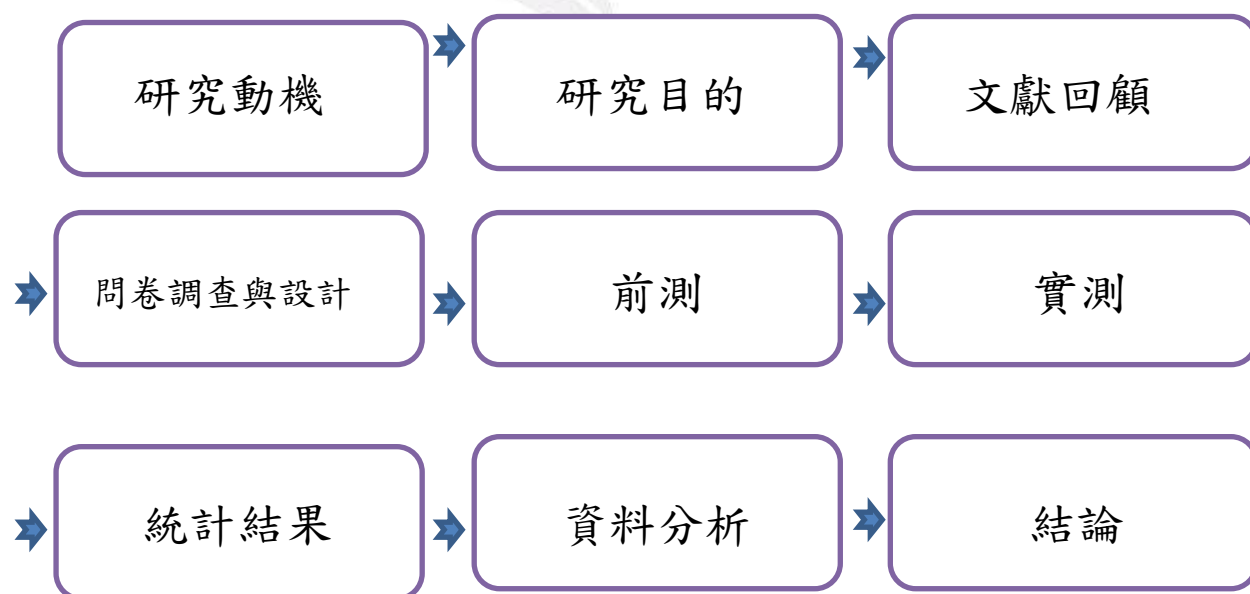 研究動機
研究目的
文獻回顧
問卷調查與設計
前測
實測
統計結果
資料分析
結論